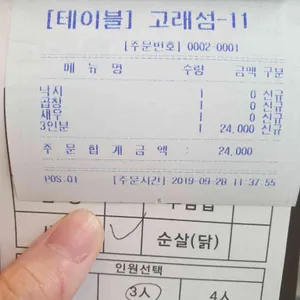 [테이블] 고래섬-11
[주문번호] 0002-0001
메 뉴 명 수량 금액 구분
낙시 1 0 신규
곱창 1 0 신규
새우 1 0 신규
3인분 1 24,000 신규
주 문 합 계 금 액 : 24,000
POS.01 [주문시간] 2019-09-28 11:37:55
순살(닭)
인원선택
3人 4人